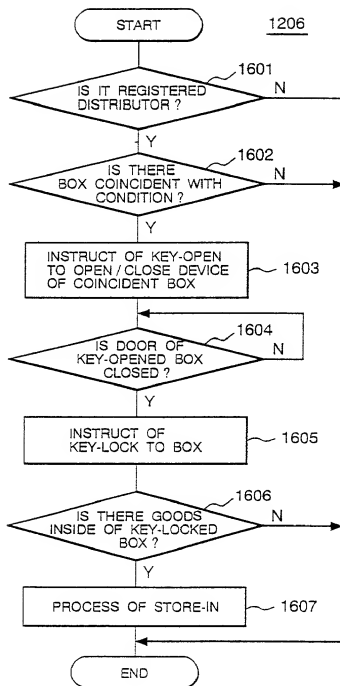 START
1206
1601
IS IT REGISTERED
DISTRIBUTOR ?
N
Y
1602
IS THERE
BOX COINCIDENT WITH
CONDITION ?
N
Y
INSTRUCT OF KEY-OPEN
TO OPEN / CLOSE DEVICE
OF COINCIDENT BOX
1603
1604
IS DOOR OF
KEY-OPENED BOX
CLOSED ?
N
Y
INSTRUCT OF
KEY-LOCK TO BOX
1605
1606
IS THERE GOODS
INSIDE OF KEY-LOCKED
BOX ?
N
Y
PROCESS OF STORE-IN
1607
END